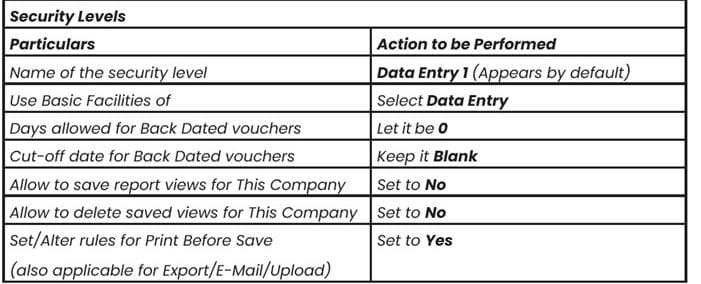 Security Levels
Particulars Action to be Performed
Name of the security level Data Entry 1 (Appears by default)
Use Basic Facilities of Select Data Entry
Days allowed for Back Dated vouchers Let it be 0
Cut-off date for Back Dated vouchers Keep it Blank
Allow to save report views for This Company Set to No
Allow to delete saved views for This Company Set to No
Set/Alter rules for Print Before Save Set to Yes
(also applicable for Export/E-Mail/Upload)